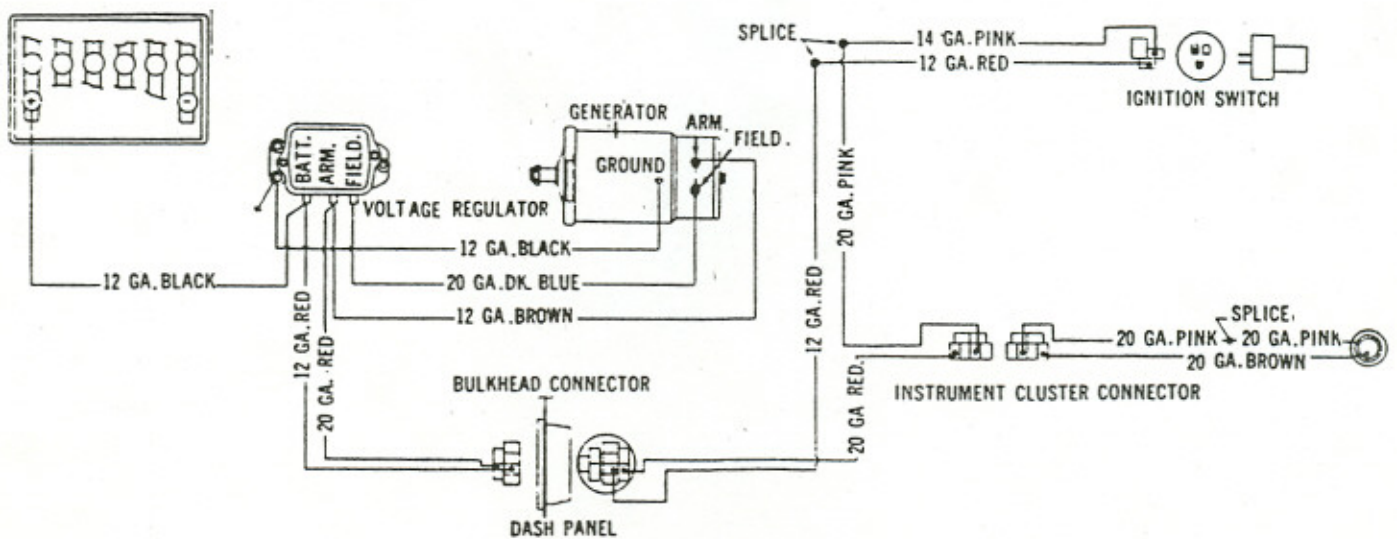 SPLICE
14 GA.PINK
12 GA.RED
IGNITION SWITCH
GENERATOR
ARM.
FIELD.
GROUND
BATT.
ARM.
FIELD.
VOLTAGE REGULATOR
12 GA.BLACK
12 GA.BLACK
20 GA.DK. BLUE
12 GA.BROWN
12 GA.RED
20 GA. RED
20 GA.PINK
12 GA.RED
SPLICE.
20 GA.PINK
20 GA.PINK
20 GA.BROWN
INSTRUMENT CLUSTER CONNECTOR
20 GA RED.
BULKHEAD CONNECTOR
DASH PANEL
+
-